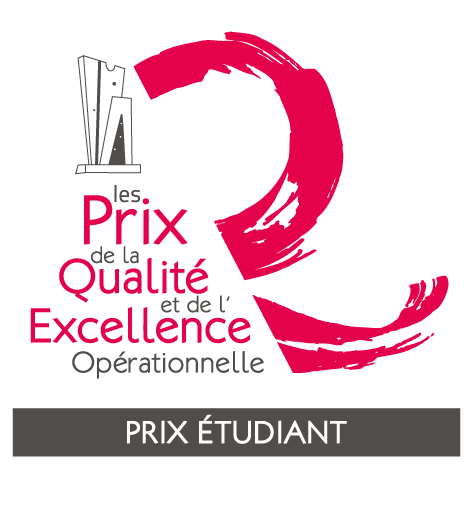 les
Prix
de la
Qualité
et de l'
Excellence
Opérationnelle
PRIX ÉTUDIANT